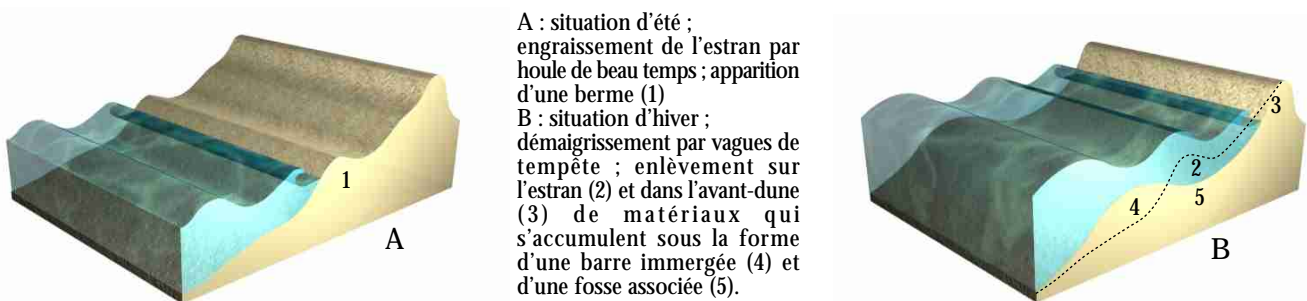 1
A
A : situation d'été ;
engraissement de l'estran par
houle de beau temps ; apparition
d'une berme (1)
B : situation d'hiver ;
démaigrissement par vagues de
tempête ; enlèvement sur
l'estran (2) et dans l'avant-dune
(3) de matériaux qui
s'accumulent sous la forme
d'une barre immergée (4) et
d'une fosse associée (5).
3
2
4
5
B